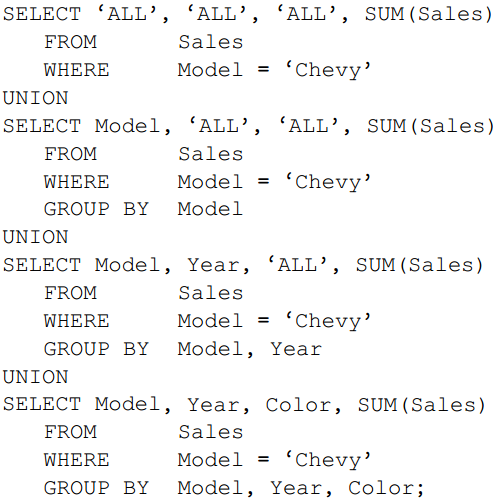 SELECT ‘ALL’, ‘ALL’, ‘ALL’, SUM(Sales)
FROM Sales
WHERE Model = ‘Chevy’
UNION
SELECT Model, ‘ALL’, ‘ALL’, SUM(Sales)
FROM Sales
WHERE Model = ‘Chevy’
GROUP BY Model
UNION
SELECT Model, Year, ‘ALL’, SUM(Sales)
FROM Sales
WHERE Model = ‘Chevy’
GROUP BY Model, Year
UNION
SELECT Model, Year, Color, SUM(Sales)
FROM Sales
WHERE Model = ‘Chevy’
GROUP BY Model, Year, Color;